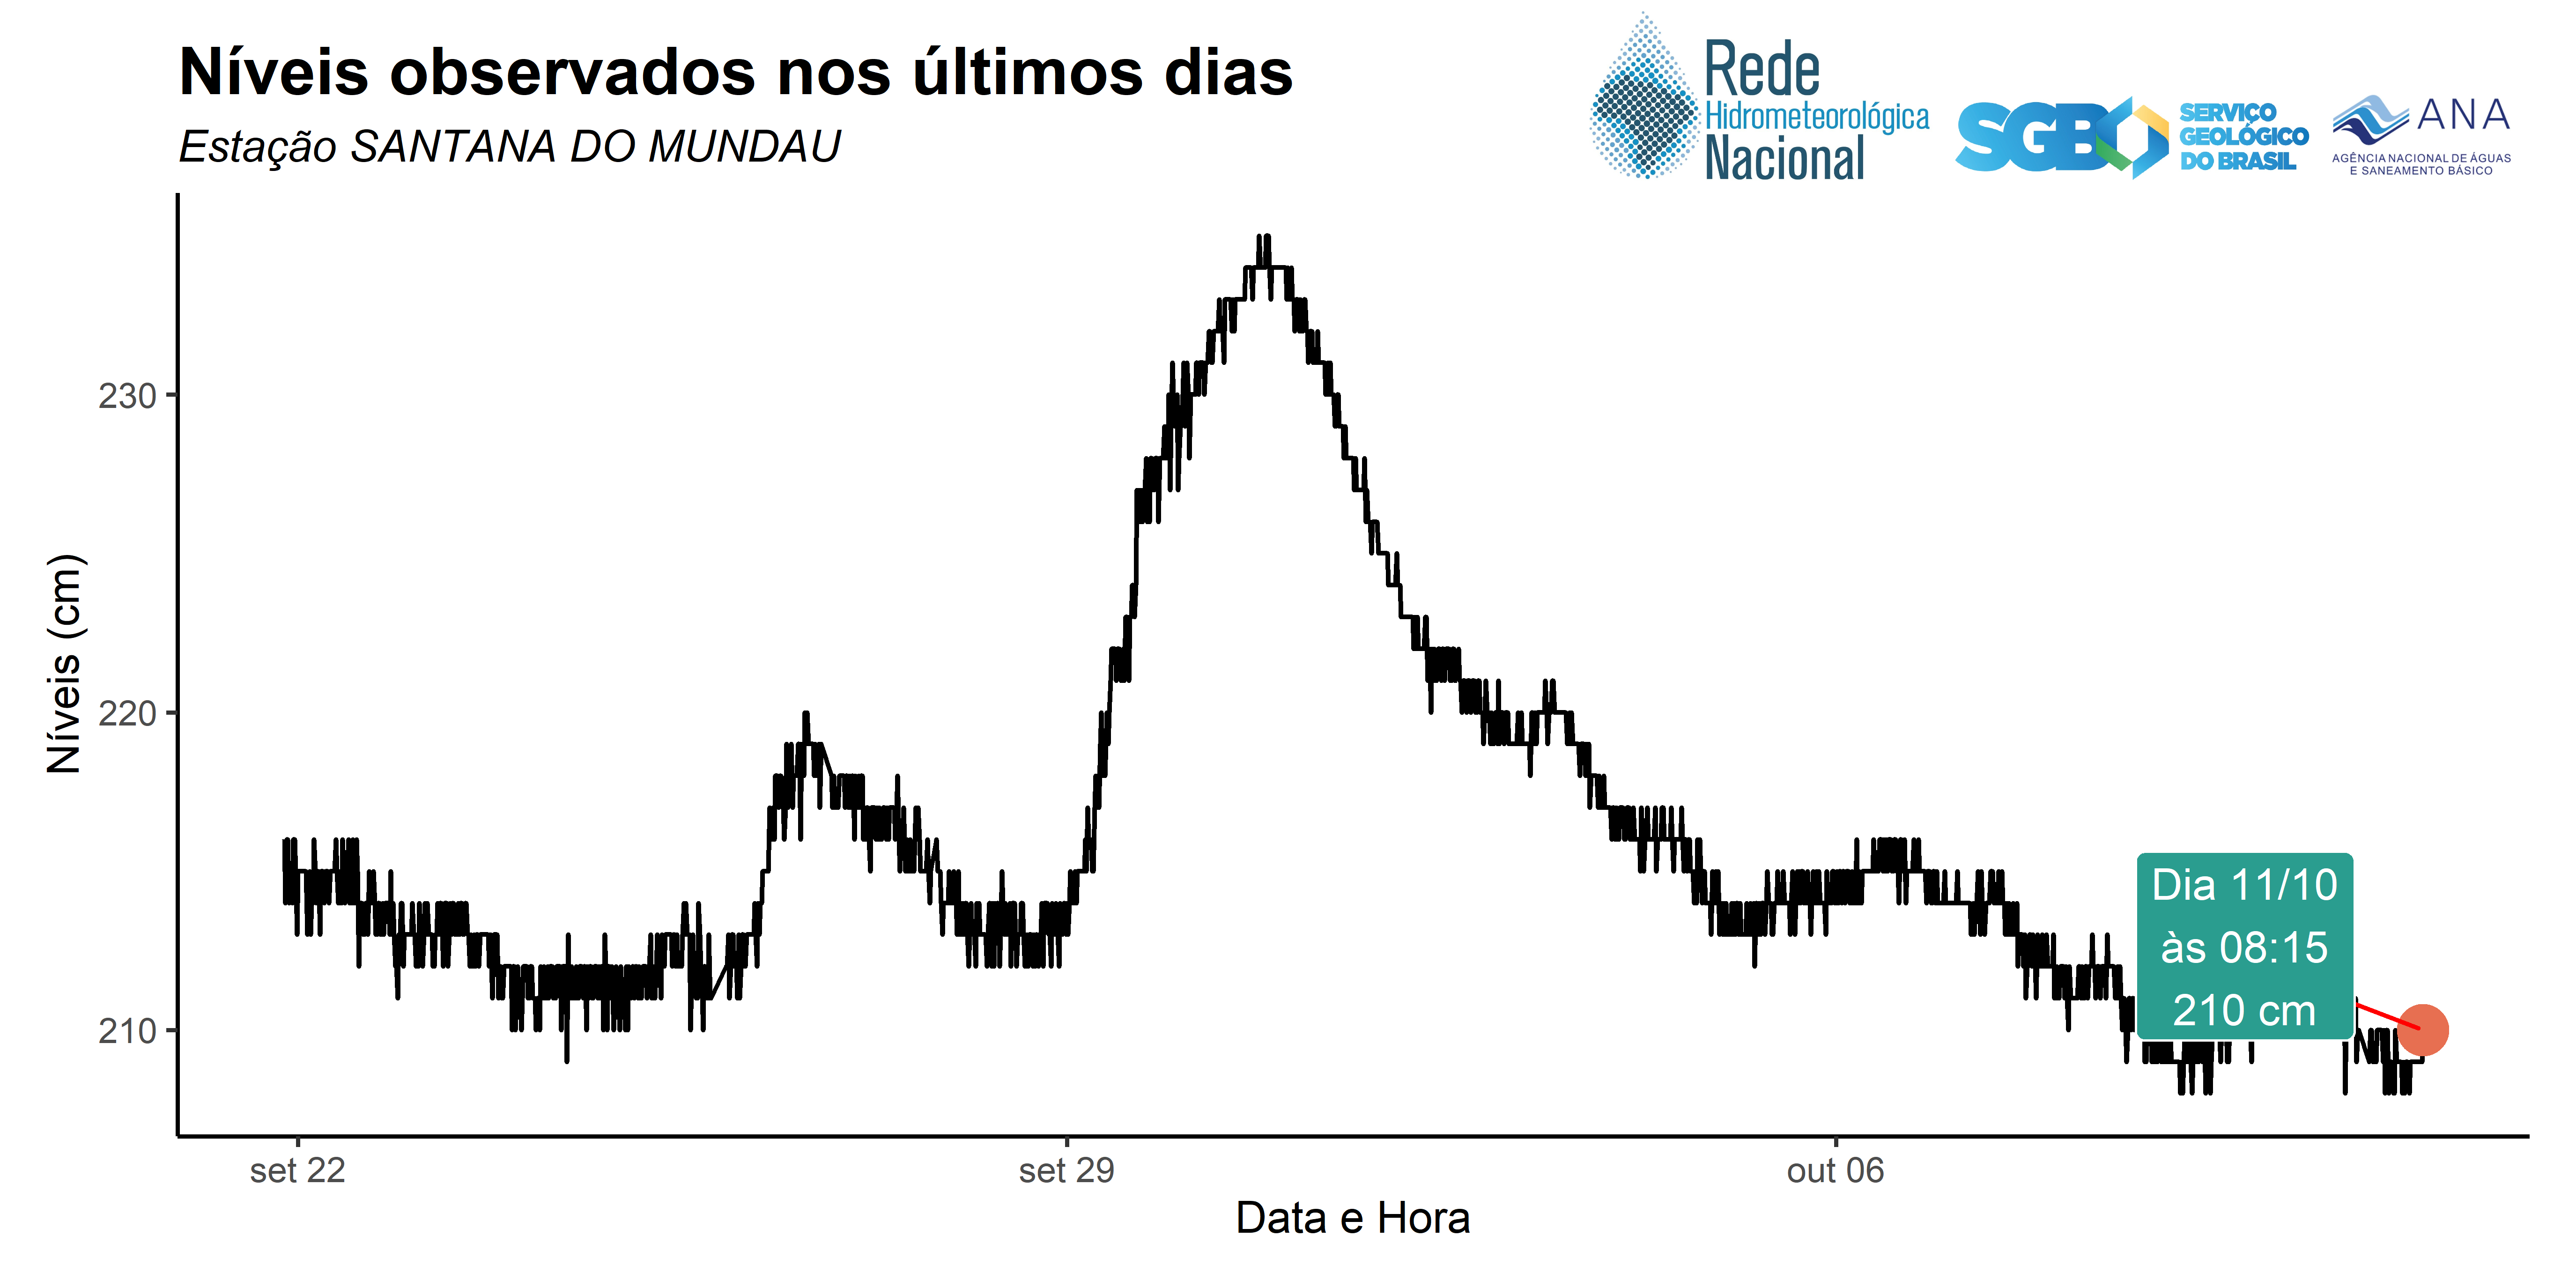 Níveis observados nos últimos dias
Estação SANTANA DO MUNDAU
Rede
Hidrometeorológica
Nacional
SGB
SERVIÇO
GEOLÓGICO
DO BRASIL
ANA
AGÊNCIA NACIONAL DE ÁGUAS
E SANEAMENTO BÁSICO
Níveis (cm)
230
220
210
Dia 11/10
às 08:15
210 cm
set 22
set 29
out 06
Data e Hora